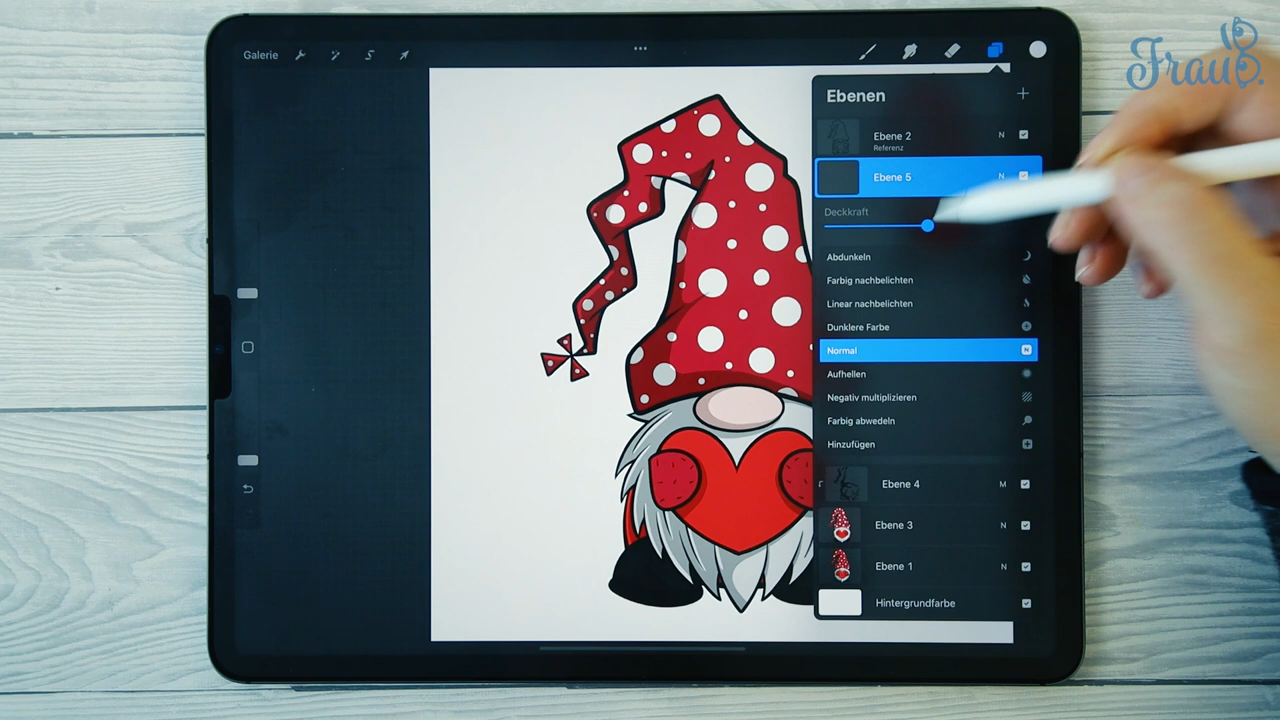 Frau B.
Galerie
Ebenen
Ebene 2
N
Referenz
Ebene 5
N
Deckkraft
Abdunkeln
Farbig nachbelichten
Linear nachbelichten
Dunklere Farbe
Normal
N
Aufhellen
Negativ multiplizieren
Farbig abwedeln
Hinzufügen
Ebene 4
M
Ebene 3
N
Ebene 1
N
Hintergrundfarbe